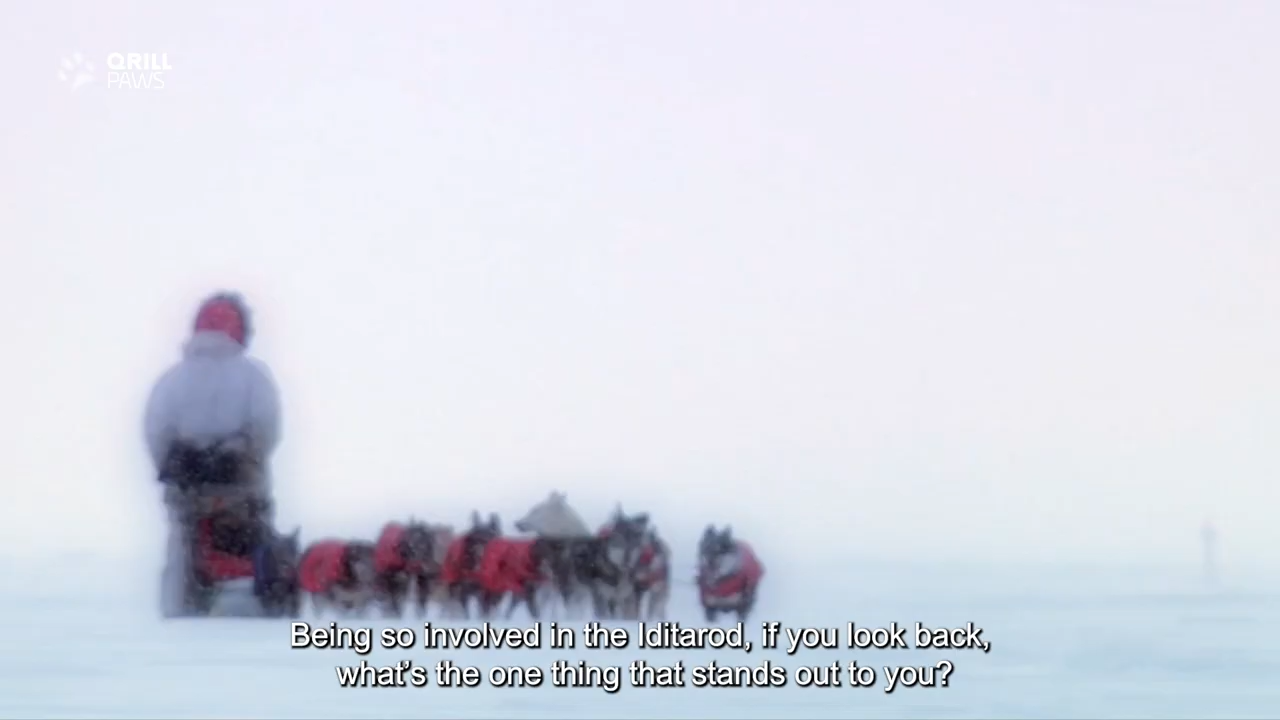 QRILL
PAWS
Being so involved in the Iditarod, if you look back,
what's the one thing that stands out to you?